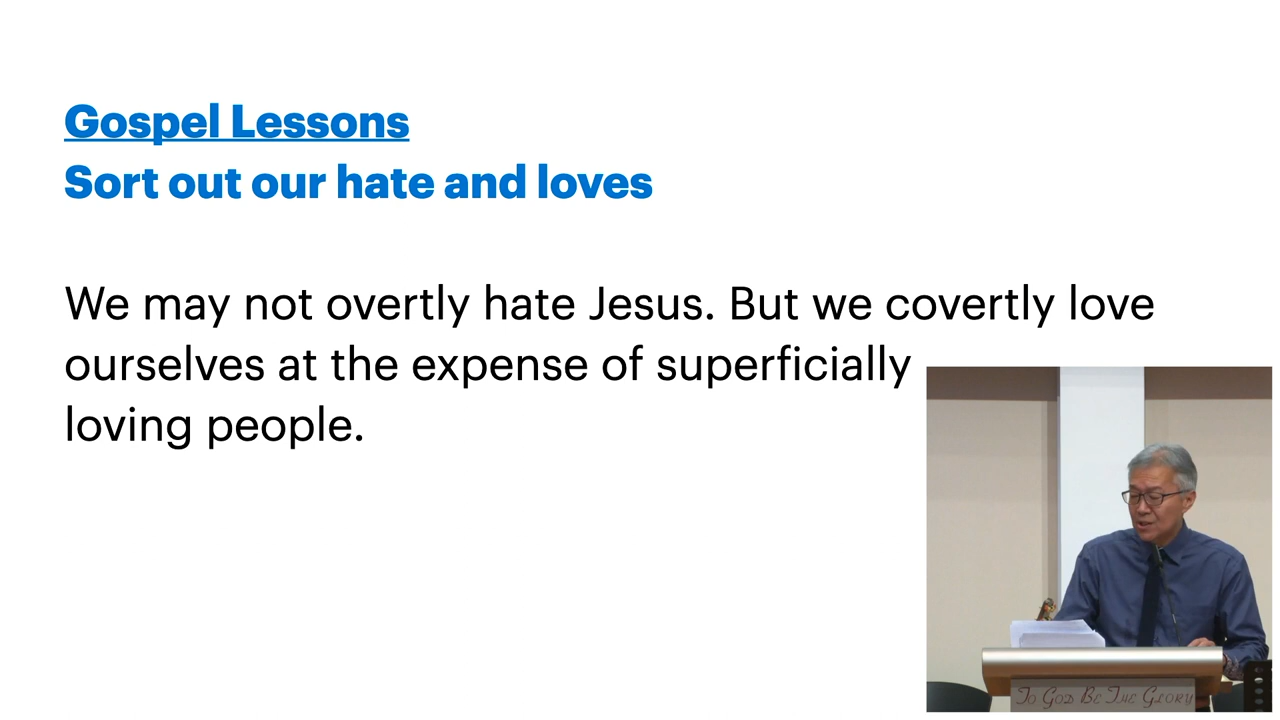 Gospel Lessons
Sort out our hate and loves
We may not overtly hate Jesus. But we covertly love
ourselves at the expense of superficially
loving people.
To God Be The Glory